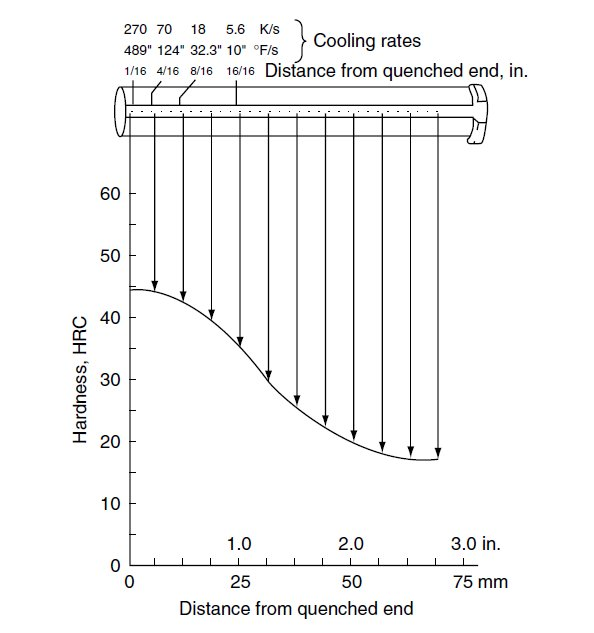 270 70 18 5.6 K/s
489" 124" 32.3" 10" °F/s
Cooling rates
1/16 4/16 8/16 16/16 Distance from quenched end, in.
60
50
40
30
20
10
0
Hardness, HRC
1.0 2.0 3.0 in.
0 25 50 75 mm
Distance from quenched end